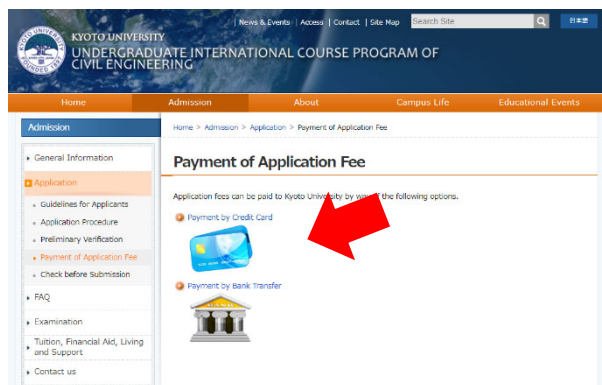 News & Events | Access | Contact | Site Map Search Site 日本語
KYOTO UNIVERSITY
UNDERGRADUATE INTERNATIONAL COURSE PROGRAM OF
CIVIL ENGINEERING
Home Admission About Campus Life Educational Events
Admission
Home > Admission > Application > Payment of Application Fee
General Information
Payment of Application Fee
Application
Application fees can be paid to Kyoto University by way of the following options.
Guidelines for Applicants
Payment by Credit Card
Application Procedure
Preliminary Verification
Payment of Application Fee
Check before Submission
Payment by Bank Transfer
FAQ
Examination
Tuition, Financial Aid, Living
and Support
Contact us